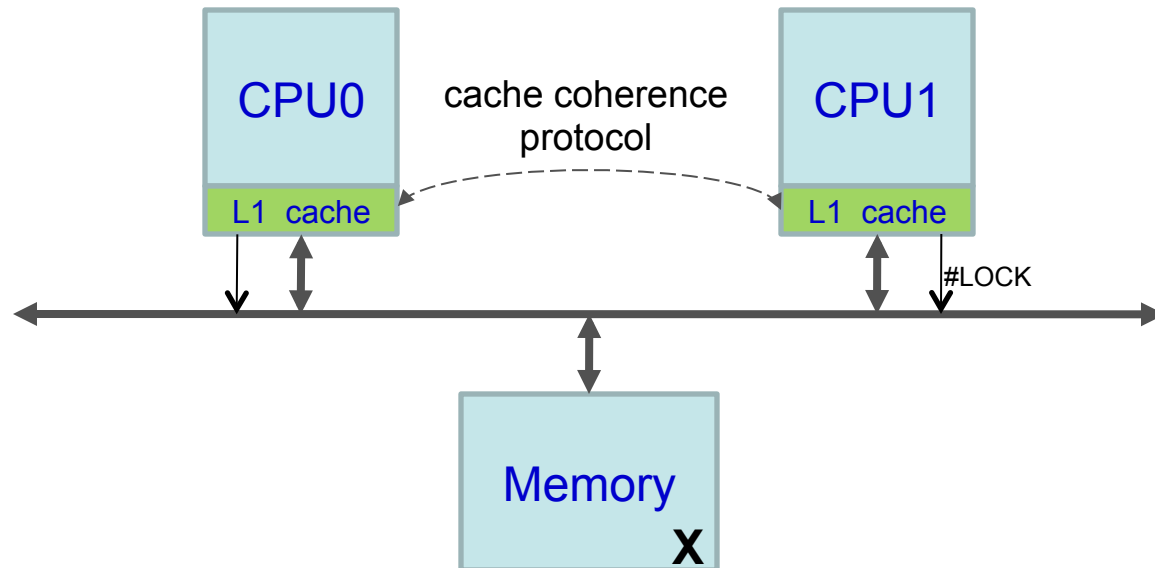 CPU0
cache coherence
protocol
CPU1
L1 cache
L1 cache
#LOCK
Memory
X